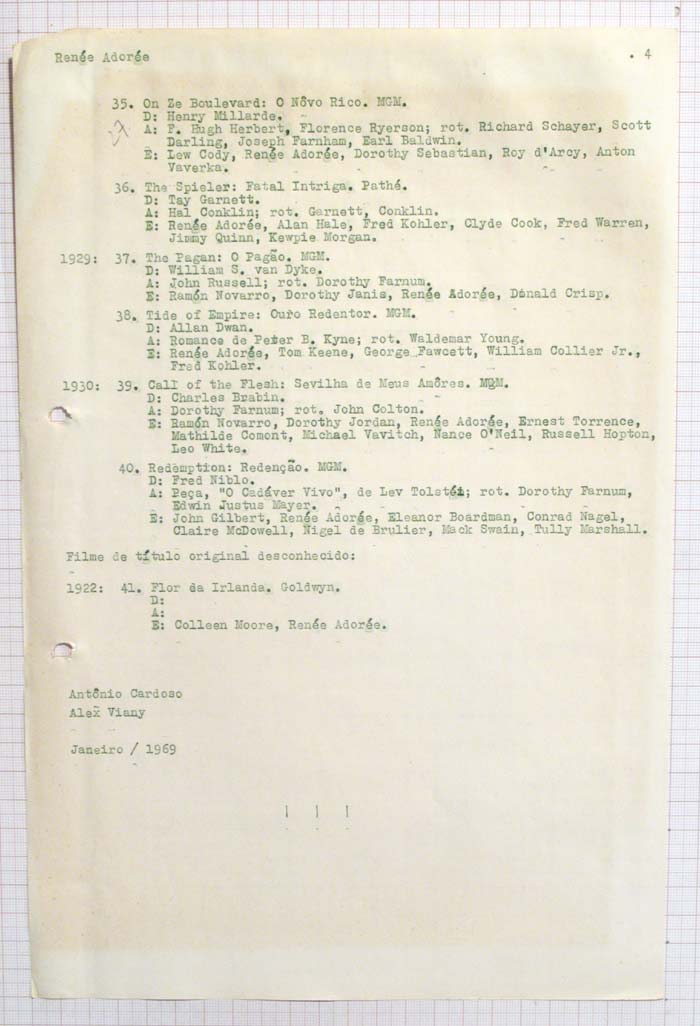 Renée Adorée . 4
35. On Ze Boulevard: O Nôvo Rico. MGM.
D: Henry Millarde.
A: F. Hugh Herbert, Florence Ryerson; rot. Richard Schayer, Scott
Darling, Joseph Farnham, Earl Baldwin.
E: Lew Cody, Renée Adorée, Dorothy Sebastian, Roy d'Arcy, Anton
Vaverka.
36. The Spieler: Fatal Intriga. Pathé.
D: Tay Garnett.
A: Hal Conklin; rot. Garnett, Conklin.
E: Renée Adorée, Alan Hale, Fred Kohler, Clyde Cook, Fred Warren,
Jimmy Quinn, Kewpie Morgan.
1929: 37. The Pagan: O Pagão. MGM.
D: William S. van Dyke.
A: John Russell; rot. Dorothy Farnum.
E: Ramón Novarro, Dorothy Janis, Renée Adorée, Donald Crisp.
38. Tide of Empire: Ouro Redentor. MGM.
D: Allan Dwan.
A: Romance de Peter B. Kyne; rot. Waldemar Young.
E: Renée Adorée, Tom Keene, George Fawcett, William Collier Jr.,
Fred Kohler.
1930: 39. Call of the Flesh: Sevilha de Meus Amôres. MGM.
D: Charles Brabin.
A: Dorothy Farnum; rot. John Colton.
E: Ramón Novarro, Dorothy Jordan, Renée Adorée, Ernest Torrence,
Mathilde Comont, Michael Vavitch, Nance O'Neil, Russell Hopton,
Leo White.
40. Redemption: Redenção. MGM.
D: Fred Niblo.
A: Peça, "O Cadáver Vivo", de Lev Tolstói; rot. Dorothy Farnum,
Edwin Justus Mayer.
E: John Gilbert, Renée Adorée, Eleanor Boardman, Conrad Nagel,
Claire McDowell, Nigel de Brulier, Mack Swain, Tully Marshall.
Filme de título original desconhecido:
1922: 41. Flor da Irlanda. Goldwyn.
D:
A:
E: Colleen Moore, Renée Adorée.
Antônio Cardoso
Alex Viany
Janeiro / 1969